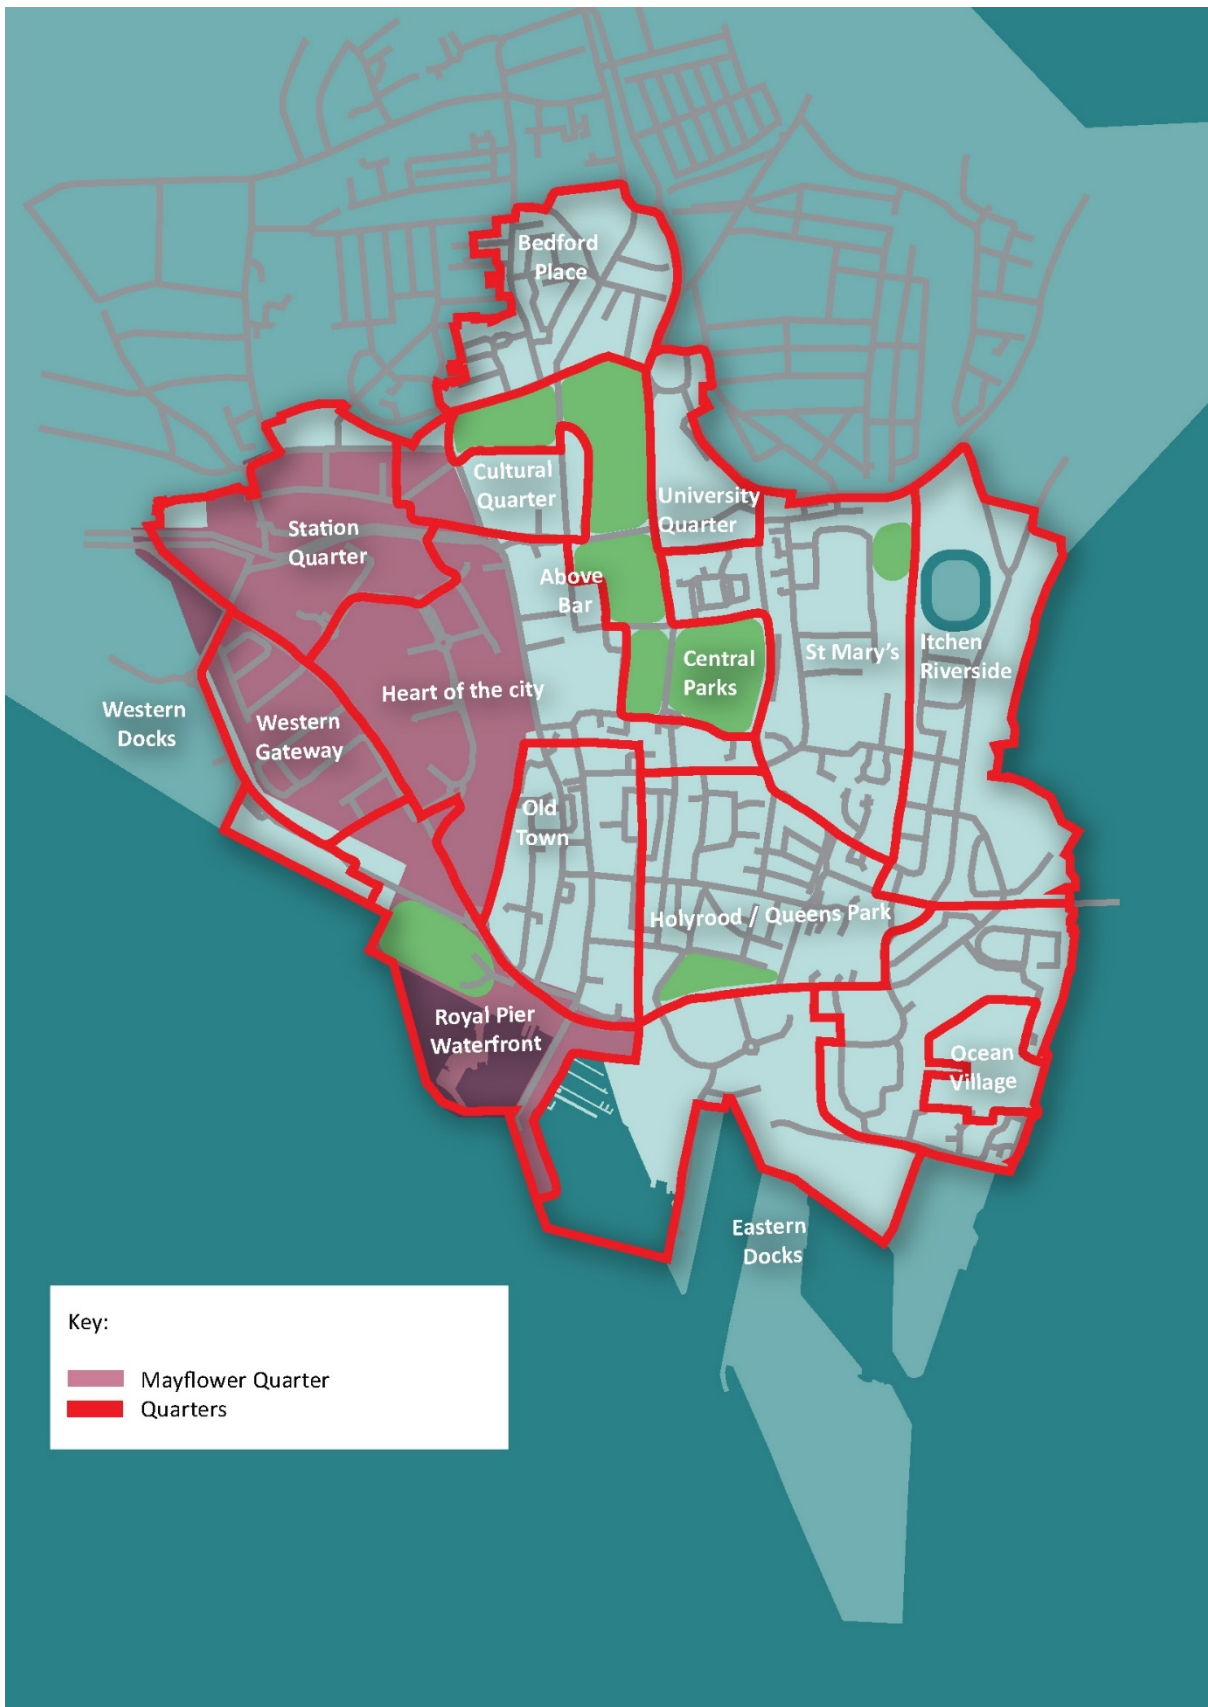 Bedford
Place
Cultural
Quarter
University
Quarter
Station
Quarter
Above
Bar
St Mary's
Itchen
Riverside
Central
Parks
Heart of the city
Western
Docks
Western
Gateway
Old
Town
Holyrood / Queens Park
Royal Pier
Waterfront
Ocean
Village
Eastern
Docks
Key:
Mayflower Quarter
Quarters